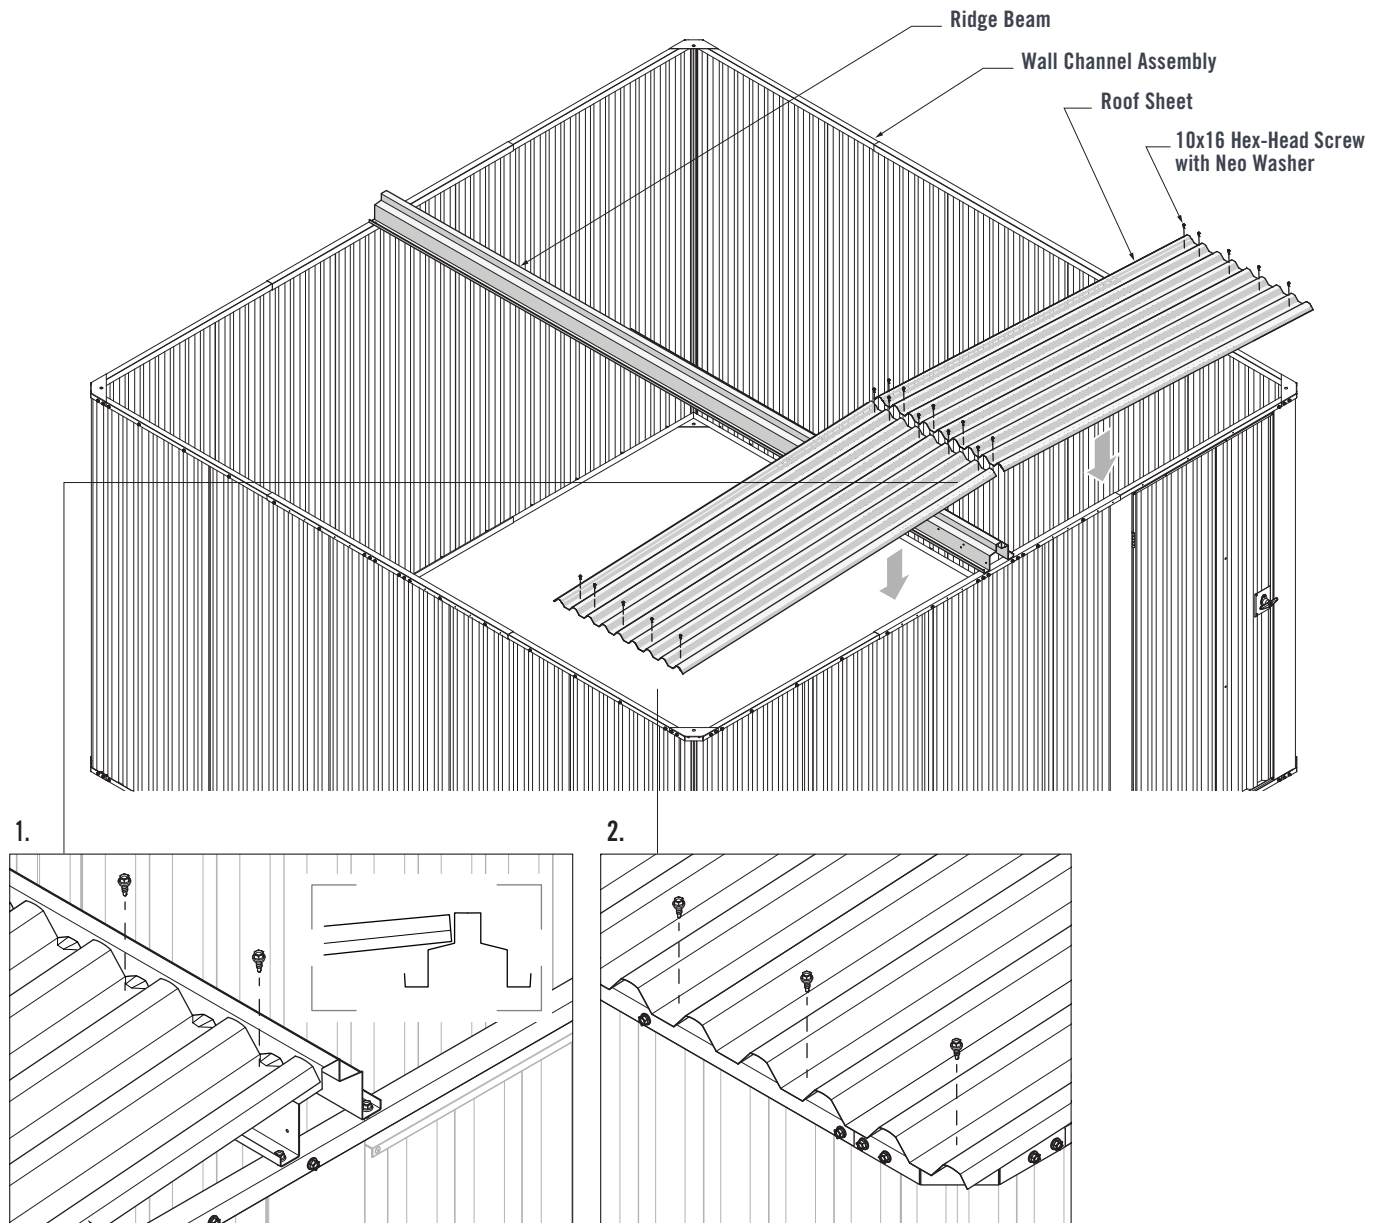 Ridge Beam
Wall Channel Assembly
Roof Sheet
10x16 Hex-Head Screw
with Neo Washer
1.
2.